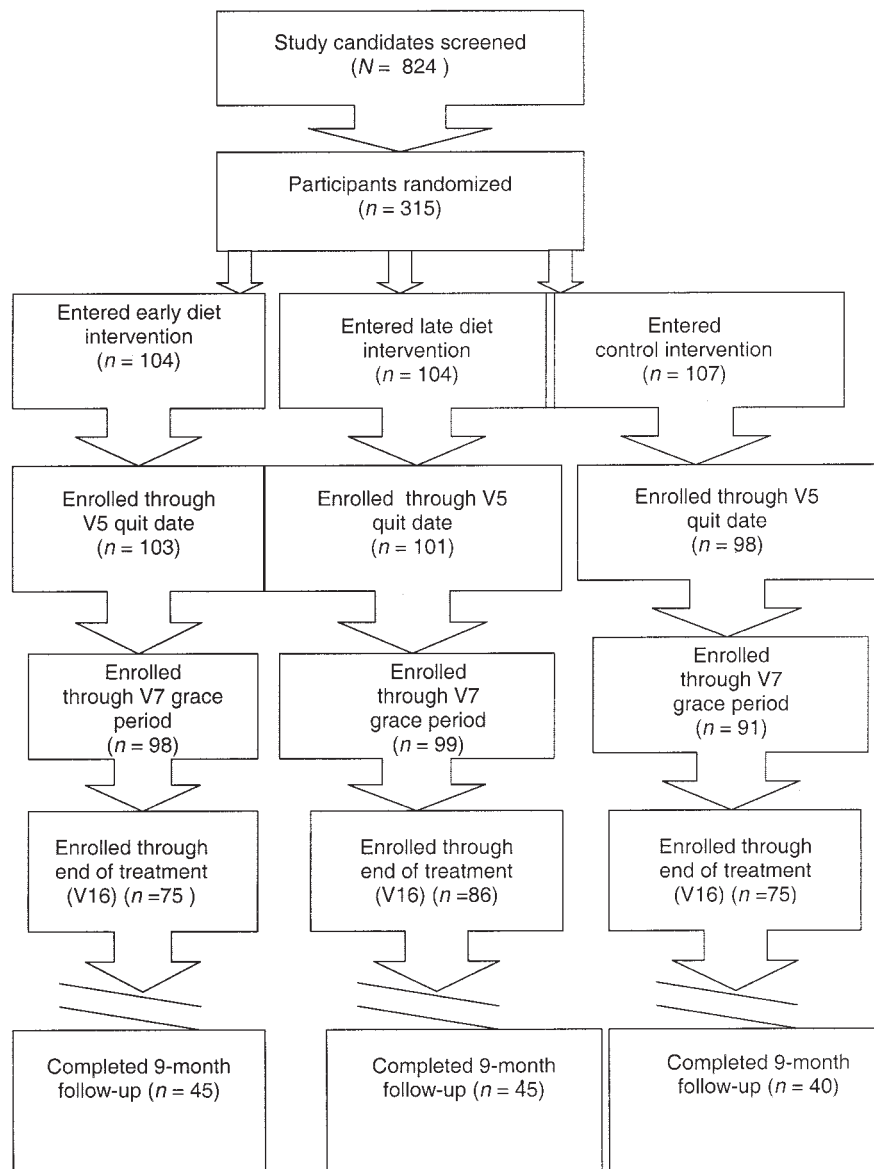 Study candidates screened
(N = 824 )
Participants randomized
(n = 315)
Entered early diet
intervention
(n = 104)
Entered late diet
intervention
(n = 104)
Entered
control intervention
(n = 107)
Enrolled through
V5 quit date
(n = 103)
Enrolled through V5
quit date
(n = 101)
Enrolled through V5
quit date
(n = 98)
Enrolled
through V7 grace
period
(n = 98)
Enrolled
through V7
grace period
(n = 99)
Enrolled
through V7
grace period
(n = 91)
Enrolled through
end of treatment
(V16) (n =75 )
Enrolled through
end of treatment
(V16) (n =86)
Enrolled through
end of treatment
(V16) (n =75)
Completed 9-month
follow-up (n = 45)
Completed 9-month
follow-up (n = 45)
Completed 9-month
follow-up (n = 40)